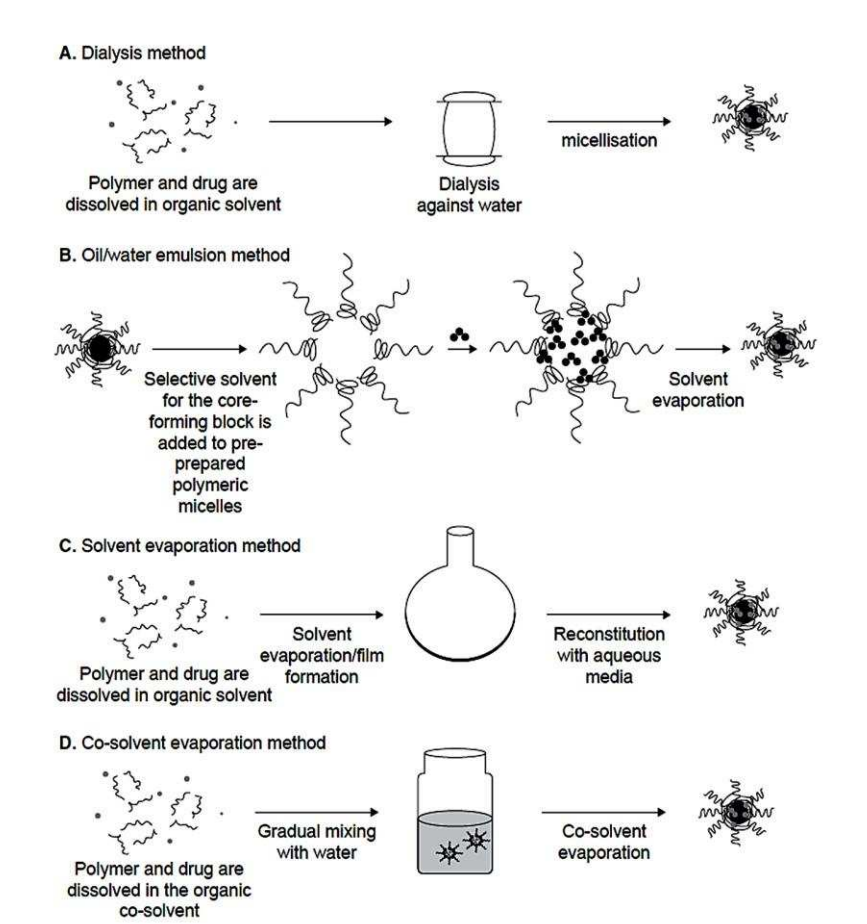 A. Dialysis method
Polymer and drug are
dissolved in organic solvent
Dialysis
against water
micellisation
B. Oil/water emulsion method
Selective solvent
for the core-
forming block is
added to pre-
prepared
polymeric
micelles
Solvent
evaporation
C. Solvent evaporation method
Polymer and drug are
dissolved in organic solvent
Solvent
evaporation/film
formation
Reconstitution
with aqueous
media
D. Co-solvent evaporation method
Polymer and drug are
dissolved in the organic
co-solvent
Gradual mixing
with water
Co-solvent
evaporation